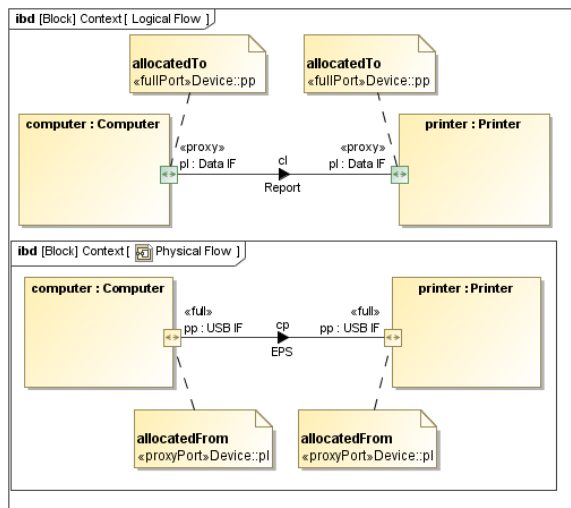 ibd [Block] Context [ Logical Flow ]
allocatedTo
«fullPort»Device::pp
allocatedTo
«fullPort»Device::pp
computer : Computer
printer : Printer
«proxy»
pl : Data IF
cl
Report
«proxy»
pl : Data IF
ibd [Block] Context [ Physical Flow ]
computer : Computer
printer : Printer
«full»
pp : USB IF
cp
EPS
«full»
pp : USB IF
allocatedFrom
«proxyPort»Device::pl
allocatedFrom
«proxyPort»Device::pl